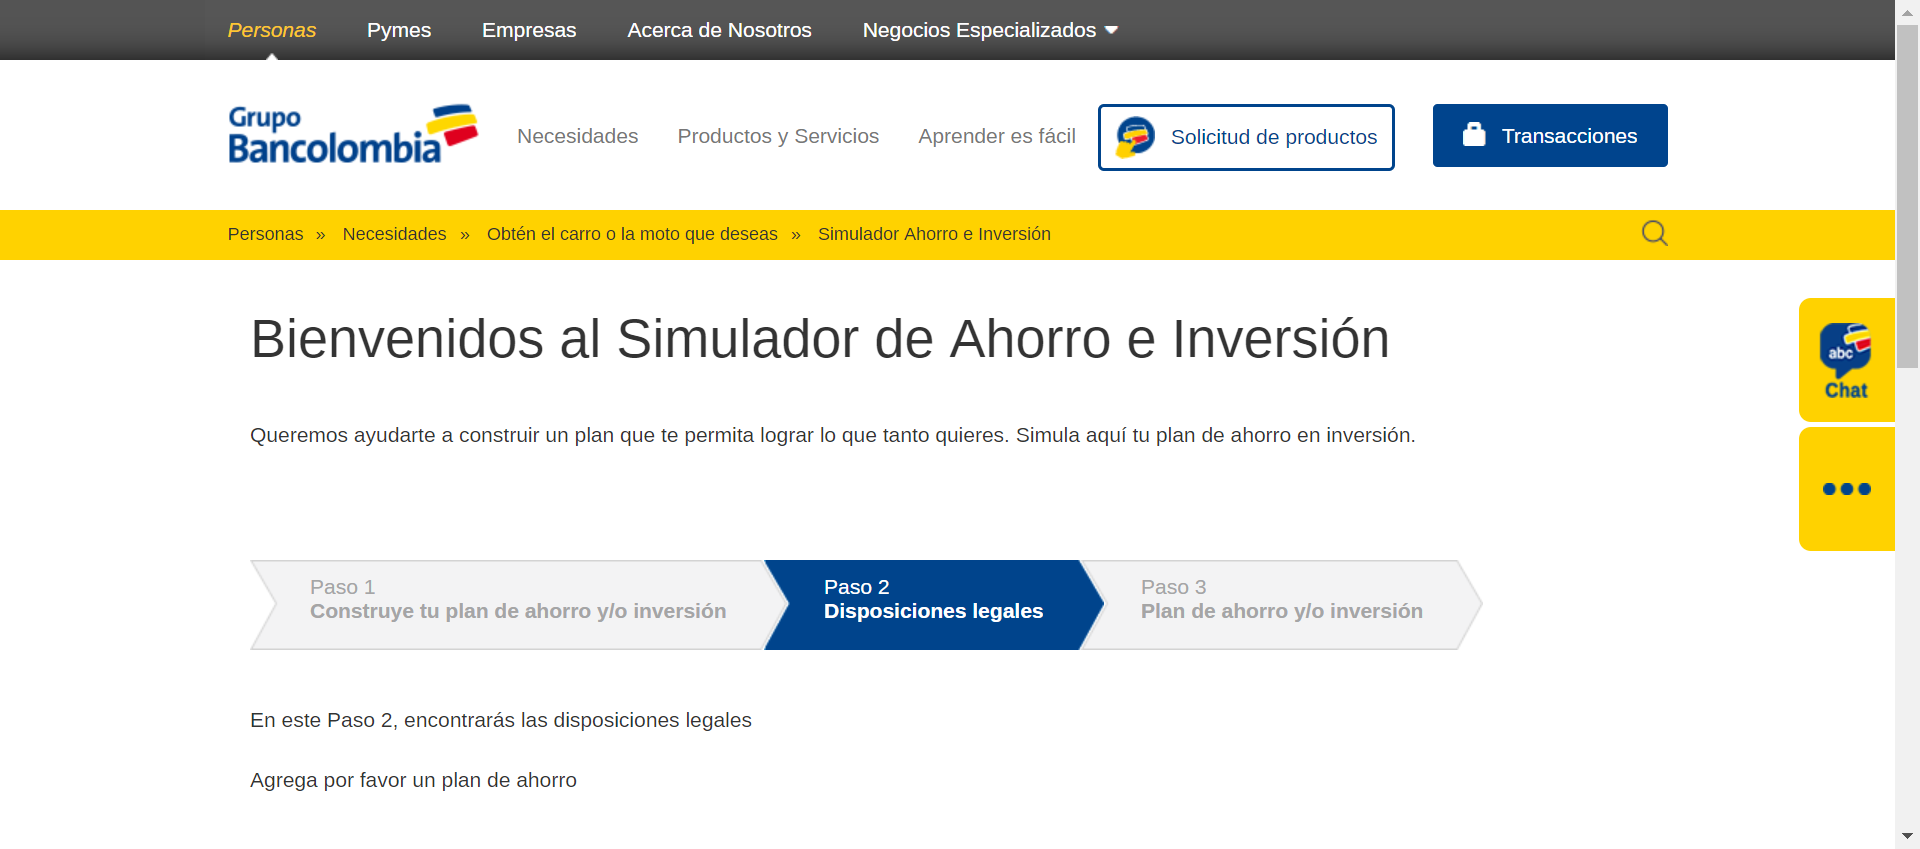 Personas Pymes Empresas Acerca de Nosotros Negocios Especializados
Grupo
Bancolombia
Necesidades Productos y Servicios Aprender es fácil Solicitud de productos Transacciones
Personas » Necesidades » Obtén el carro o la moto que deseas » Simulador Ahorro e Inversión
Bienvenidos al Simulador de Ahorro e Inversión
abc
Chat
Queremos ayudarte a construir un plan que te permita lograr lo que tanto quieres. Simula aquí tu plan de ahorro en inversión.
Paso 1
Construye tu plan de ahorro y/o inversión
Paso 2
Disposiciones legales
Paso 3
Plan de ahorro y/o inversión
En este Paso 2, encontrarás las disposiciones legales
Agrega por favor un plan de ahorro